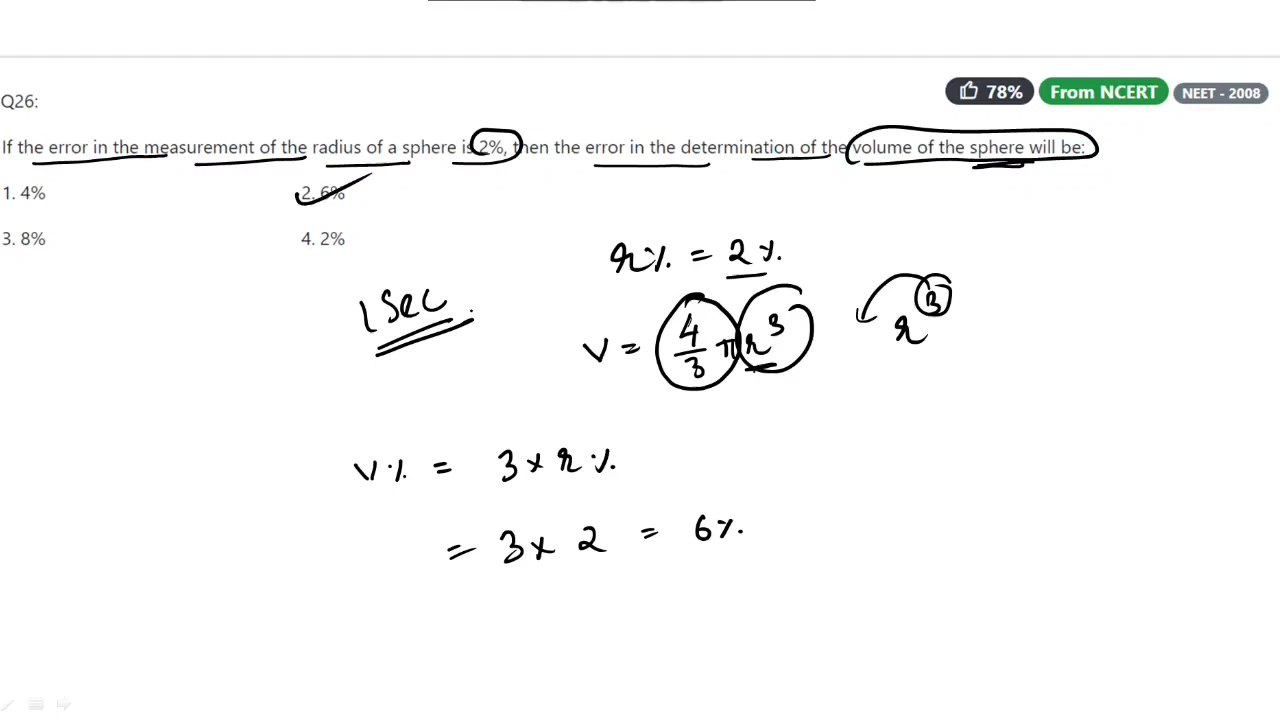 Q26:
78% From NCERT NEET - 2008
If the error in the measurement of the radius of a sphere is 2%, then the error in the determination of the volume of the sphere will be:
1. 4% 2. 6%
3. 8% 4. 2%
r% = 2%
1 Sec
V = 4/3 πr³ r³
V% = 3 × r%
= 3 × 2 = 6%